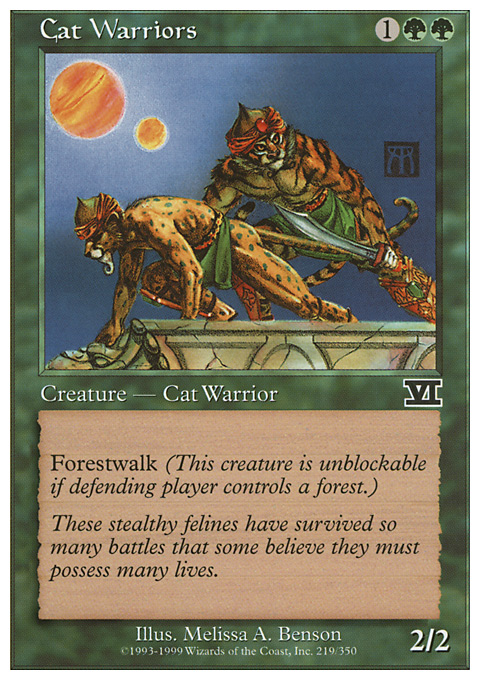 Cat Warriors 1
Creature — Cat Warrior VI
Forestwalk (This creature is unblockable
if defending player controls a forest.)
These stealthy felines have survived so
many battles that some believe they must
possess many lives.
Illus. Melissa A. Benson
©1993-1999 Wizards of the Coast, Inc. 219/350
2/2